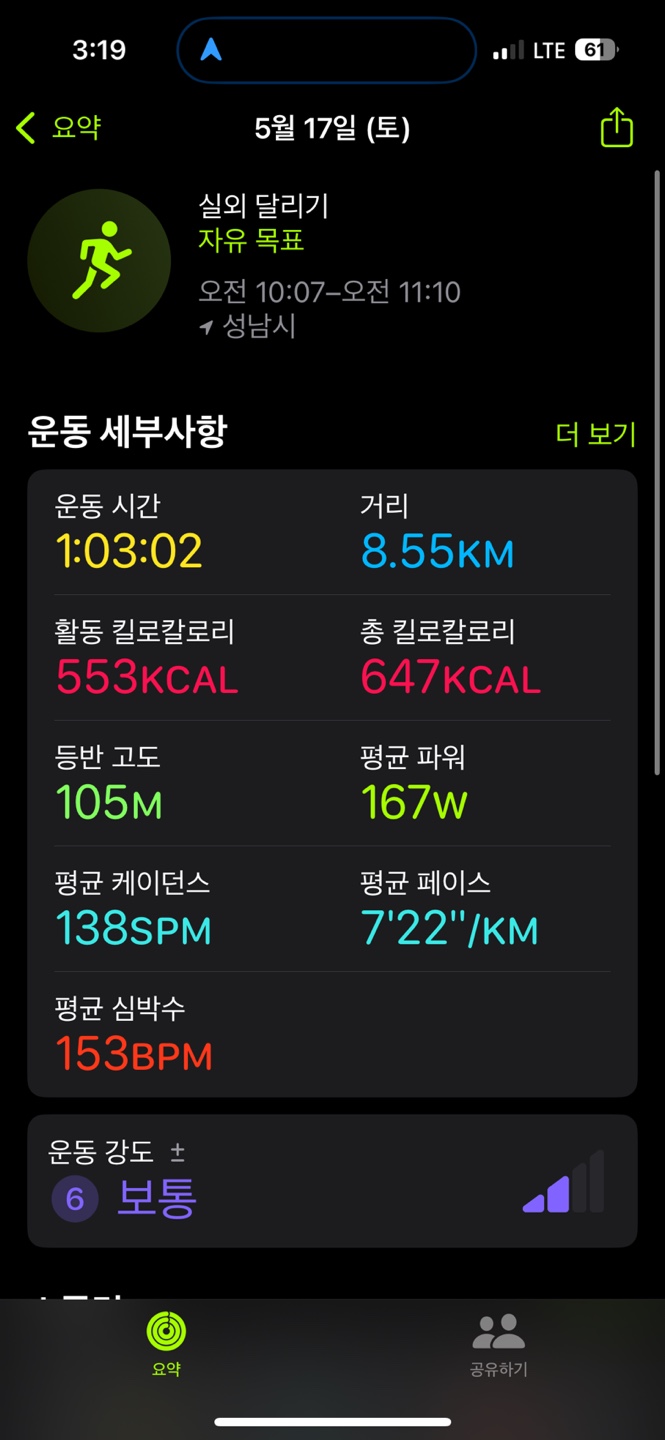 3:19
LTE 61
요약
5월 17일 (토)
실외 달리기
자유 목표
오전 10:07–오전 11:10
성남시
운동 세부사항
더 보기
운동 시간
거리
1:03:02
8.55KM
활동 킬로칼로리
총 킬로칼로리
553KCAL
647KCAL
등반 고도
평균 파워
105M
167W
평균 케이던스
평균 페이스
138SPM
7'22"/KM
평균 심박수
153BPM
운동 강도 ±
6 보통
요약
공유하기